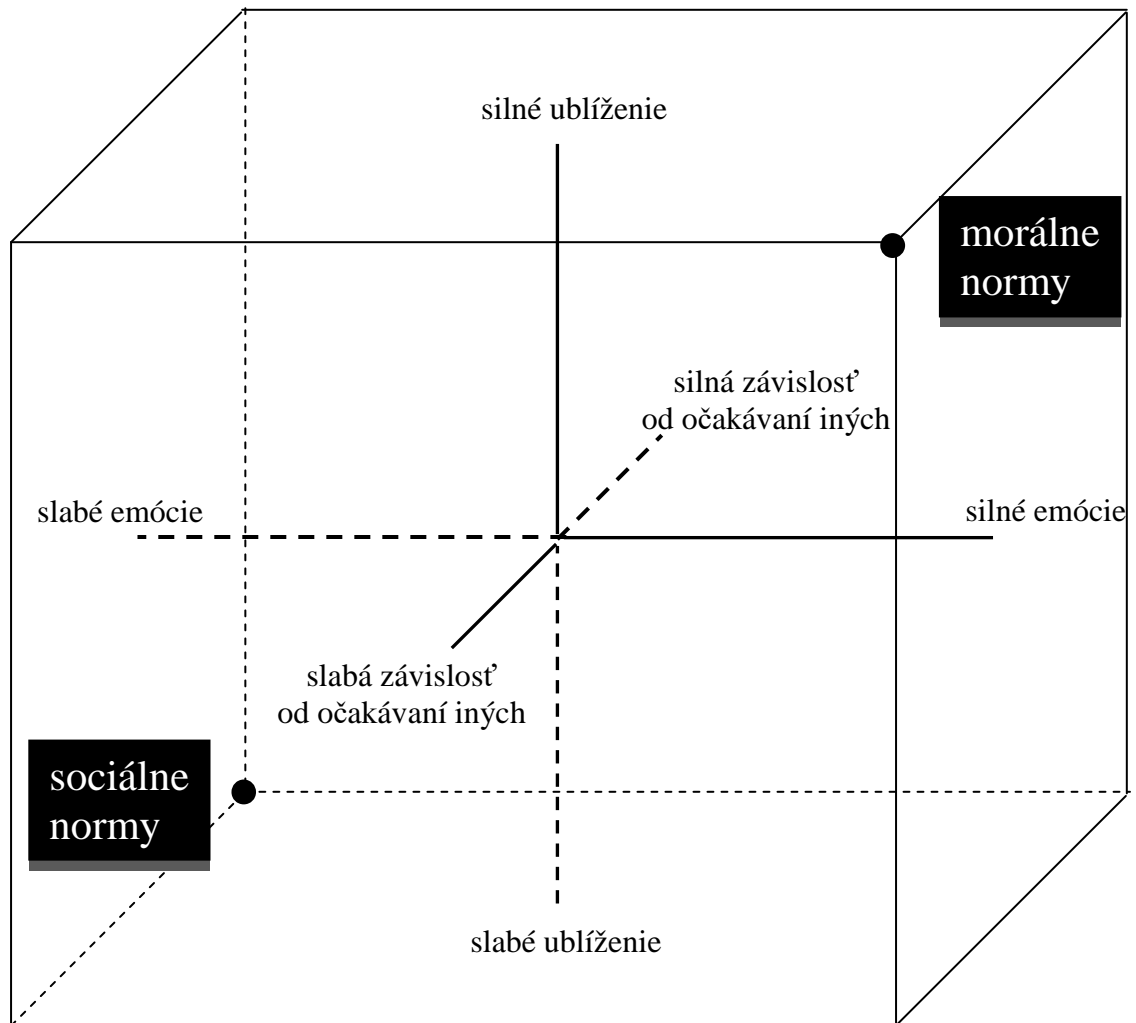 silné ublíženie
morálne
normy
silná závislosť
od očakávaní iných
slabé emócie
silné emócie
slabá závislosť
od očakávaní iných
sociálne
normy
slabé ublíženie